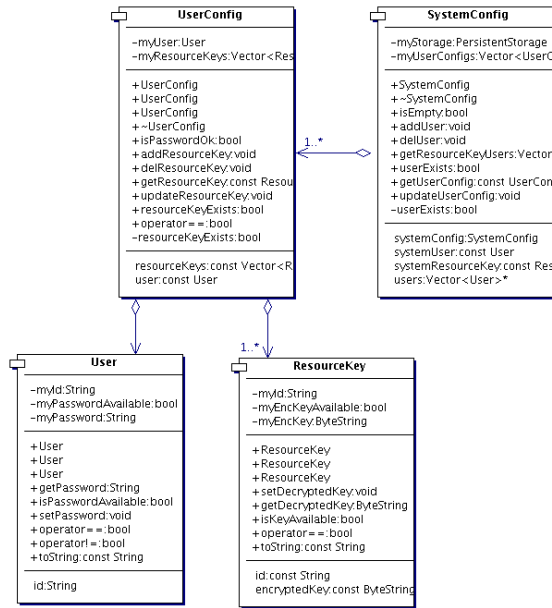 UserConfig
-myUser:User
-myResourceKeys:Vector<Res
+UserConfig
+UserConfig
+UserConfig
+~UserConfig
+isPasswordOk:bool
+addResourceKey:void
+delResourceKey:void
+getResourceKey:const Resou
+updateResourceKey:void
+resourceKeyExists:bool
+operator==:bool
-resourceKeyExists:bool
resourceKeys:const Vector<R
user:const User
SystemConfig
-myStorage:PersistentStorage
-myUserConfigs:Vector<UserC
+SystemConfig
+~SystemConfig
+isEmpty:bool
+addUser:void
+delUser:void
+getResourceKeyUsers:Vector
+userExists:bool
+getUserConfig:const UserCon
+updateUserConfig:void
-userExists:bool
systemConfig:SystemConfig
systemUser:const User
systemResourceKey:const Res
users:Vector<User>*
1..*
1..*
User
-myId:String
-myPasswordAvailable:bool
-myPassword:String
+User
+User
+User
+getPassword:String
+isPasswordAvailable:bool
+setPassword:void
+operator==:bool
+operator!=:bool
+toString:const String
id:String
ResourceKey
-myId:String
-myEncKeyAvailable:bool
-myEncKey:ByteString
+ResourceKey
+ResourceKey
+ResourceKey
+setDecryptedKey:void
+getDecryptedKey:ByteString
+isKeyAvailable:bool
+operator==:bool
+toString:const String
id:const String
encryptedKey:const ByteString